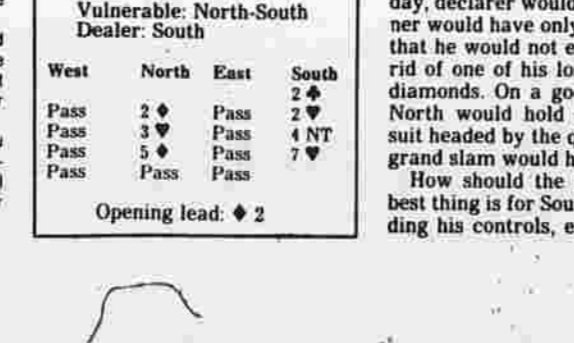 Vulnerable: North-South
Dealer: South
West North East South
2 ♣
Pass 2 ♦ Pass 2 ♥
Pass 3 ♥ Pass 4 NT
Pass 5 ♦ Pass 7 ♥
Pass Pass Pass
Opening lead: ♦ 2
day, declarer would
ner would have only
that he would not e
rid of one of his lo
diamonds. On a go
North would hold
suit headed by the q
grand slam would h
How should the
best thing is for Sou
ding his controls, e